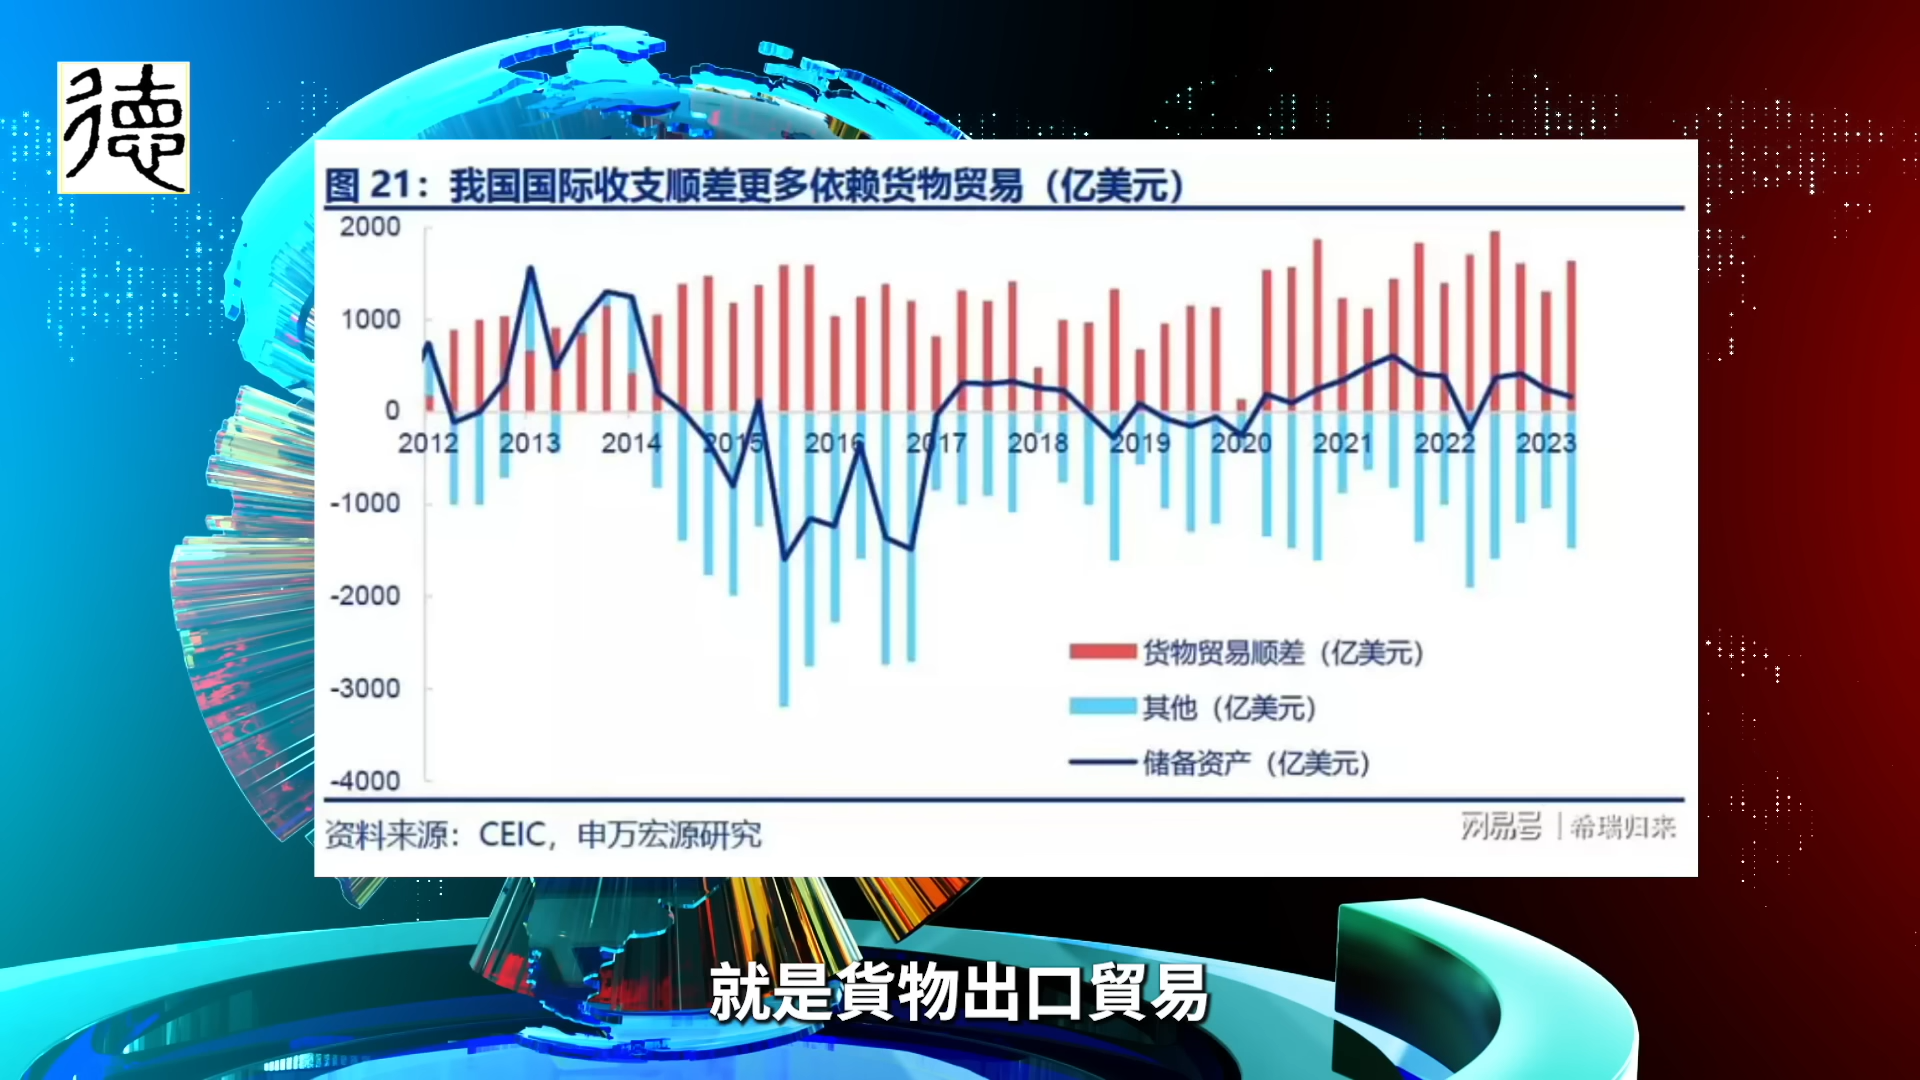 德
图 21：我国国际收支顺差更多依赖货物贸易（亿美元）
2000
1000
0
-1000
-2000
-3000
-4000
2012 2013 2014 2015 2016 2017 2018 2019 2020 2021 2022 2023
货物贸易顺差（亿美元）
其他（亿美元）
储备资产（亿美元）
资料来源：CEIC，申万宏源研究
网易号 | 希瑞归来
就是貨物出口貿易